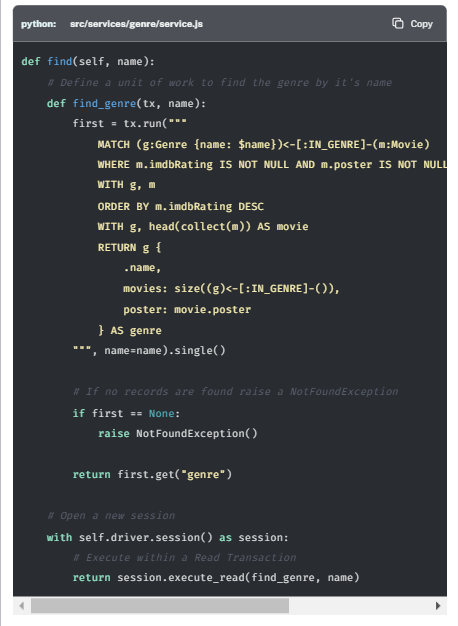 python: src/services/genre/service.js Copy
def find(self, name):
# Define a unit of work to find the genre by it's name
def find_genre(tx, name):
first = tx.run("""
MATCH (g:Genre {name: $name})<-[:IN_GENRE]-(m:Movie)
WHERE m.imdbRating IS NOT NULL AND m.poster IS NOT NULL
WITH g, m
ORDER BY m.imdbRating DESC
WITH g, head(collect(m)) AS movie
RETURN g {
.name,
movies: size((g)<-[:IN_GENRE]-()),
poster: movie.poster
} AS genre
""", name=name).single()
# If no records are found raise a NotFoundException
if first == None:
raise NotFoundException()
return first.get("genre")
# Open a new session
with self.driver.session() as session:
# Execute within a Read Transaction
return session.execute_read(find_genre, name)